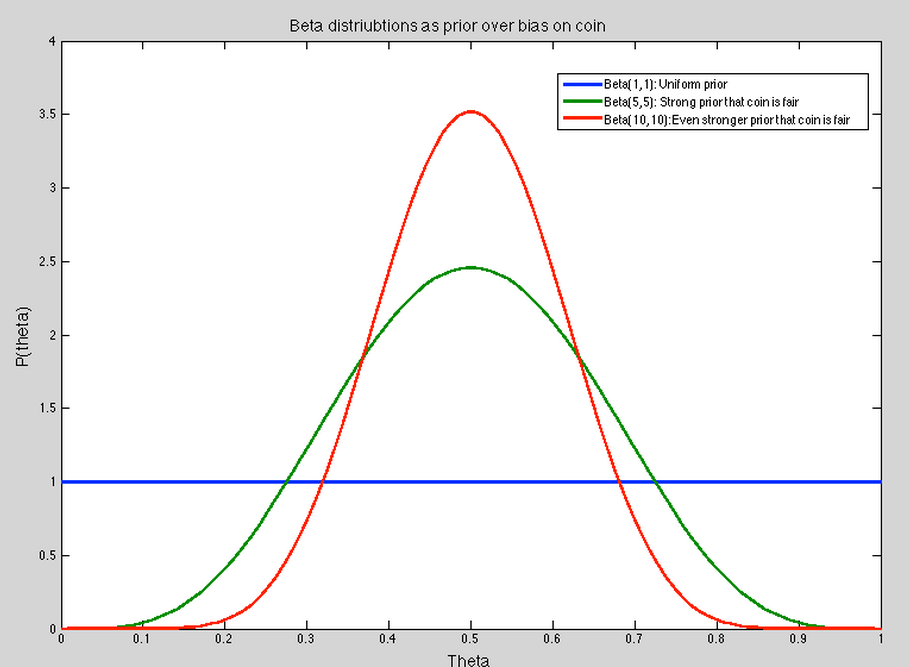 Beta distriubtions as prior over bias on coin
4
3.5
3
2.5
2
1.5
1
0.5
0
P(theta)
Beta(1,1): Uniform prior
Beta(5,5): Strong prior that coin is fair
Beta(10,10):Even stronger prior that coin is fair
0 0.1 0.2 0.3 0.4 0.5 0.6 0.7 0.8 0.9 1
Theta